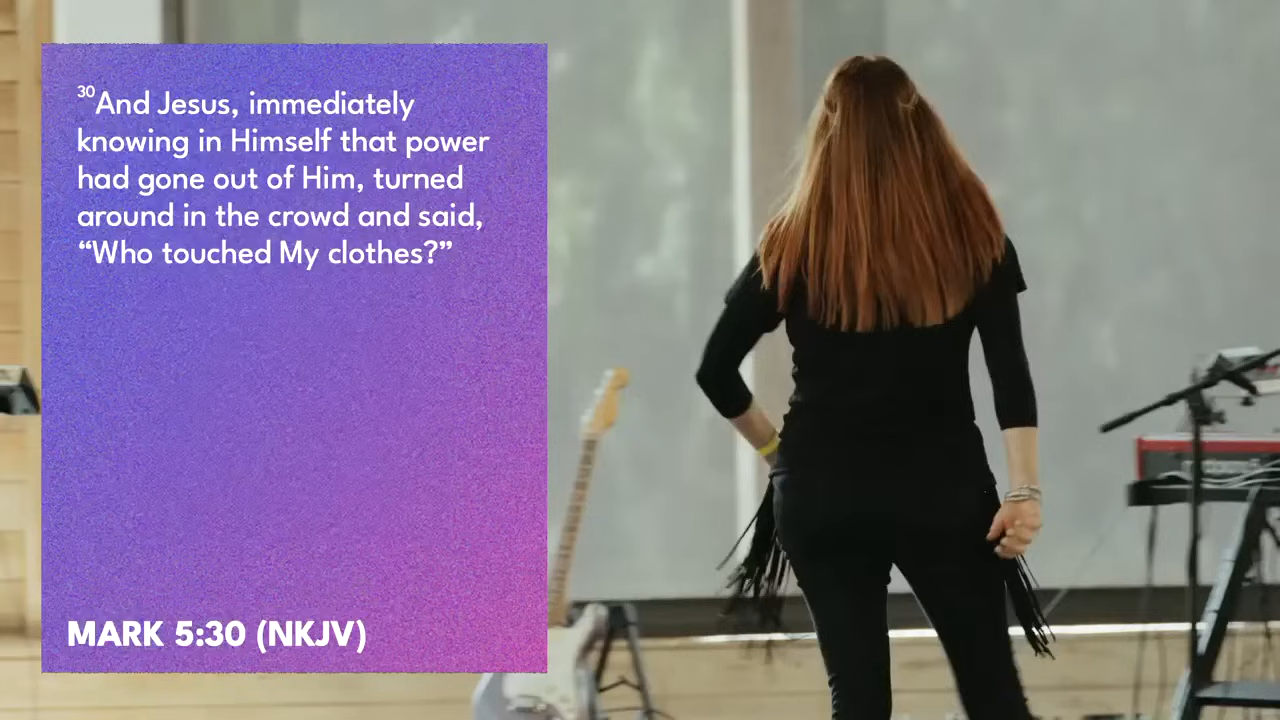 30And Jesus, immediately
knowing in Himself that power
had gone out of Him, turned
around in the crowd and said,
“Who touched My clothes?”
MARK 5:30 (NKJV)